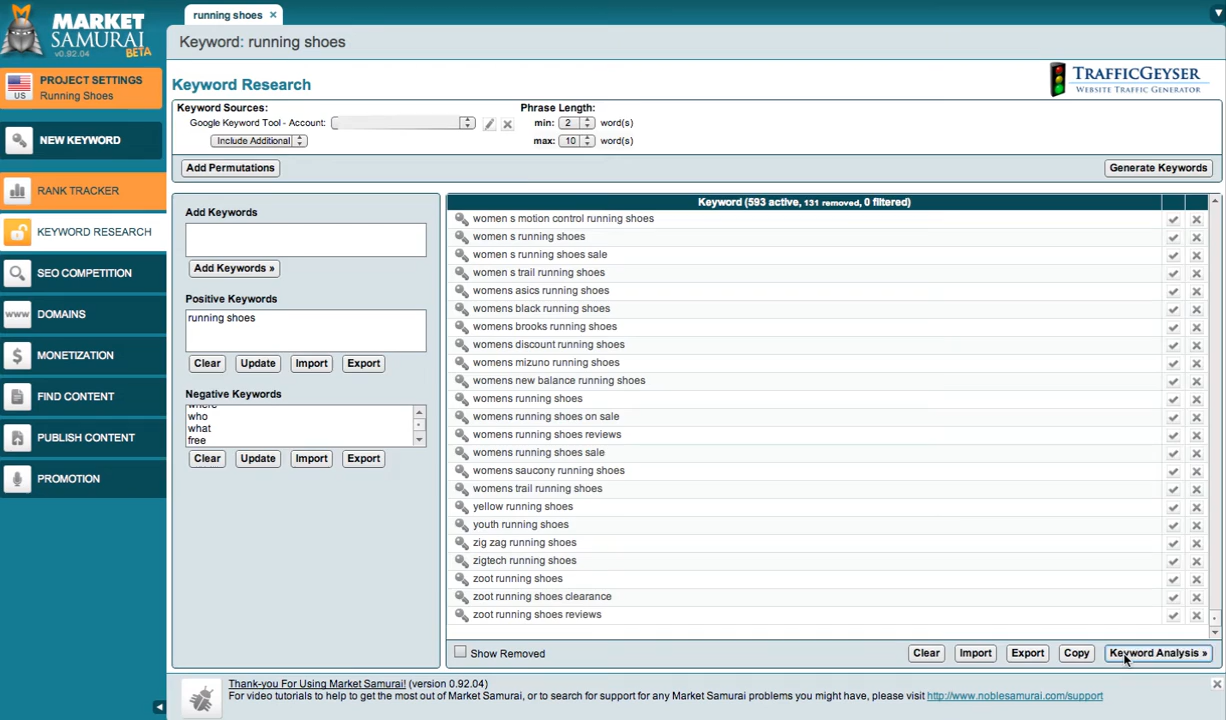 running shoes
MARKET
SAMURAI
v0.92.04 BETA
Keyword: running shoes
US PROJECT SETTINGS
Running Shoes
NEW KEYWORD
RANK TRACKER
KEYWORD RESEARCH
SEO COMPETITION
www DOMAINS
$ MONETIZATION
FIND CONTENT
PUBLISH CONTENT
PROMOTION
Keyword Research
TRAFFICGEYSER
WEBSITE TRAFFIC GENERATOR
Keyword Sources:
Google Keyword Tool - Account:
Include Additional
Phrase Length:
min: 2 word(s)
max: 10 word(s)
Add Permutations
Generate Keywords
Add Keywords
Add Keywords »
Positive Keywords
running shoes
Clear Update Import Export
Negative Keywords
where
who
what
free
Clear Update Import Export
Keyword (593 active, 131 removed, 0 filtered)
women s motion control running shoes
women s running shoes
women s running shoes sale
women s trail running shoes
womens asics running shoes
womens black running shoes
womens brooks running shoes
womens discount running shoes
womens mizuno running shoes
womens new balance running shoes
womens running shoes
womens running shoes on sale
womens running shoes reviews
womens running shoes sale
womens saucony running shoes
womens trail running shoes
yellow running shoes
youth running shoes
zig zag running shoes
zigtech running shoes
zoot running shoes
zoot running shoes clearance
zoot running shoes reviews
Show Removed
Clear Import Export Copy Keyword Analysis »
Thank-you For Using Market Samurai! (version 0.92.04)
For video tutorials to help to get the most out of Market Samurai, or to search for support for any Market Samurai problems you might have, please visit http://www.noblesamurai.com/support